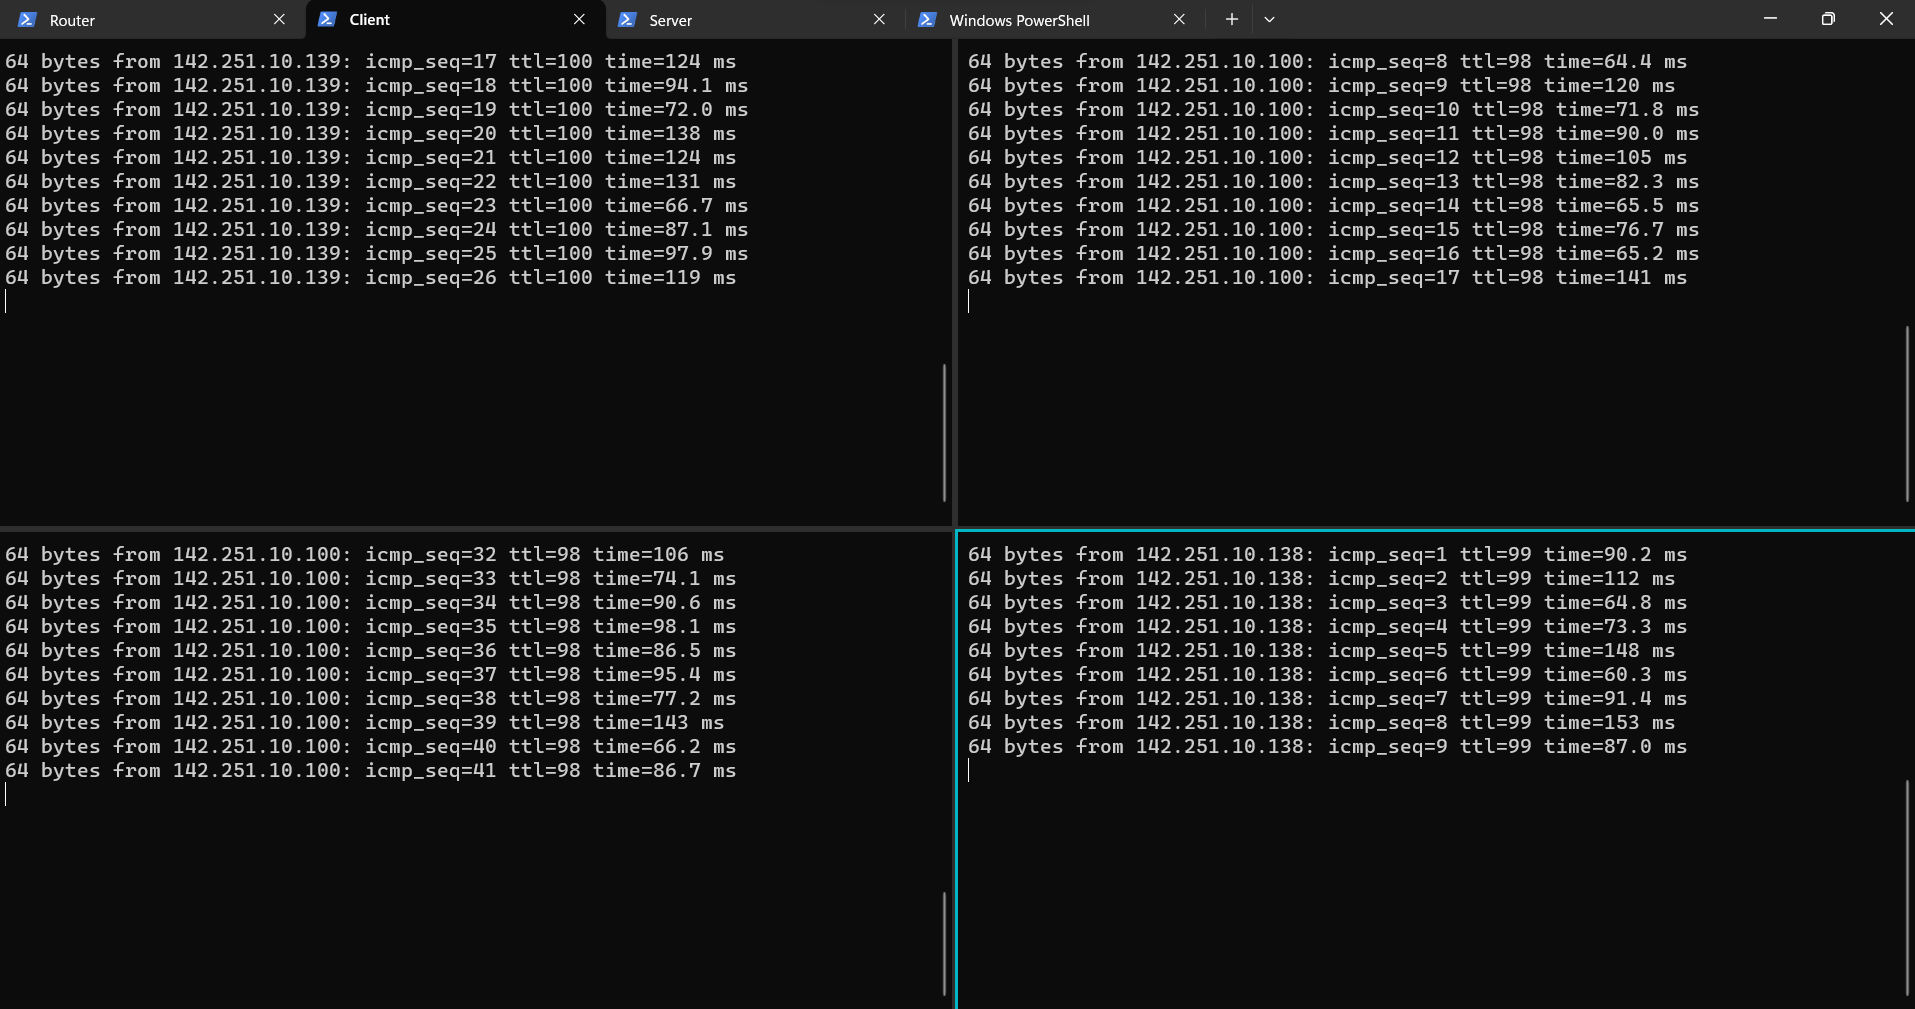 Router
Client
Server
Windows PowerShell
64 bytes from 142.251.10.139: icmp_seq=17 ttl=100 time=124 ms
64 bytes from 142.251.10.139: icmp_seq=18 ttl=100 time=94.1 ms
64 bytes from 142.251.10.139: icmp_seq=19 ttl=100 time=72.0 ms
64 bytes from 142.251.10.139: icmp_seq=20 ttl=100 time=138 ms
64 bytes from 142.251.10.139: icmp_seq=21 ttl=100 time=124 ms
64 bytes from 142.251.10.139: icmp_seq=22 ttl=100 time=131 ms
64 bytes from 142.251.10.139: icmp_seq=23 ttl=100 time=66.7 ms
64 bytes from 142.251.10.139: icmp_seq=24 ttl=100 time=87.1 ms
64 bytes from 142.251.10.139: icmp_seq=25 ttl=100 time=97.9 ms
64 bytes from 142.251.10.139: icmp_seq=26 ttl=100 time=119 ms
64 bytes from 142.251.10.100: icmp_seq=8 ttl=98 time=64.4 ms
64 bytes from 142.251.10.100: icmp_seq=9 ttl=98 time=120 ms
64 bytes from 142.251.10.100: icmp_seq=10 ttl=98 time=71.8 ms
64 bytes from 142.251.10.100: icmp_seq=11 ttl=98 time=90.0 ms
64 bytes from 142.251.10.100: icmp_seq=12 ttl=98 time=105 ms
64 bytes from 142.251.10.100: icmp_seq=13 ttl=98 time=82.3 ms
64 bytes from 142.251.10.100: icmp_seq=14 ttl=98 time=65.5 ms
64 bytes from 142.251.10.100: icmp_seq=15 ttl=98 time=76.7 ms
64 bytes from 142.251.10.100: icmp_seq=16 ttl=98 time=65.2 ms
64 bytes from 142.251.10.100: icmp_seq=17 ttl=98 time=141 ms
64 bytes from 142.251.10.100: icmp_seq=32 ttl=98 time=106 ms
64 bytes from 142.251.10.100: icmp_seq=33 ttl=98 time=74.1 ms
64 bytes from 142.251.10.100: icmp_seq=34 ttl=98 time=90.6 ms
64 bytes from 142.251.10.100: icmp_seq=35 ttl=98 time=98.1 ms
64 bytes from 142.251.10.100: icmp_seq=36 ttl=98 time=86.5 ms
64 bytes from 142.251.10.100: icmp_seq=37 ttl=98 time=95.4 ms
64 bytes from 142.251.10.100: icmp_seq=38 ttl=98 time=77.2 ms
64 bytes from 142.251.10.100: icmp_seq=39 ttl=98 time=143 ms
64 bytes from 142.251.10.100: icmp_seq=40 ttl=98 time=66.2 ms
64 bytes from 142.251.10.100: icmp_seq=41 ttl=98 time=86.7 ms
64 bytes from 142.251.10.138: icmp_seq=1 ttl=99 time=90.2 ms
64 bytes from 142.251.10.138: icmp_seq=2 ttl=99 time=112 ms
64 bytes from 142.251.10.138: icmp_seq=3 ttl=99 time=64.8 ms
64 bytes from 142.251.10.138: icmp_seq=4 ttl=99 time=73.3 ms
64 bytes from 142.251.10.138: icmp_seq=5 ttl=99 time=148 ms
64 bytes from 142.251.10.138: icmp_seq=6 ttl=99 time=60.3 ms
64 bytes from 142.251.10.138: icmp_seq=7 ttl=99 time=91.4 ms
64 bytes from 142.251.10.138: icmp_seq=8 ttl=99 time=153 ms
64 bytes from 142.251.10.138: icmp_seq=9 ttl=99 time=87.0 ms